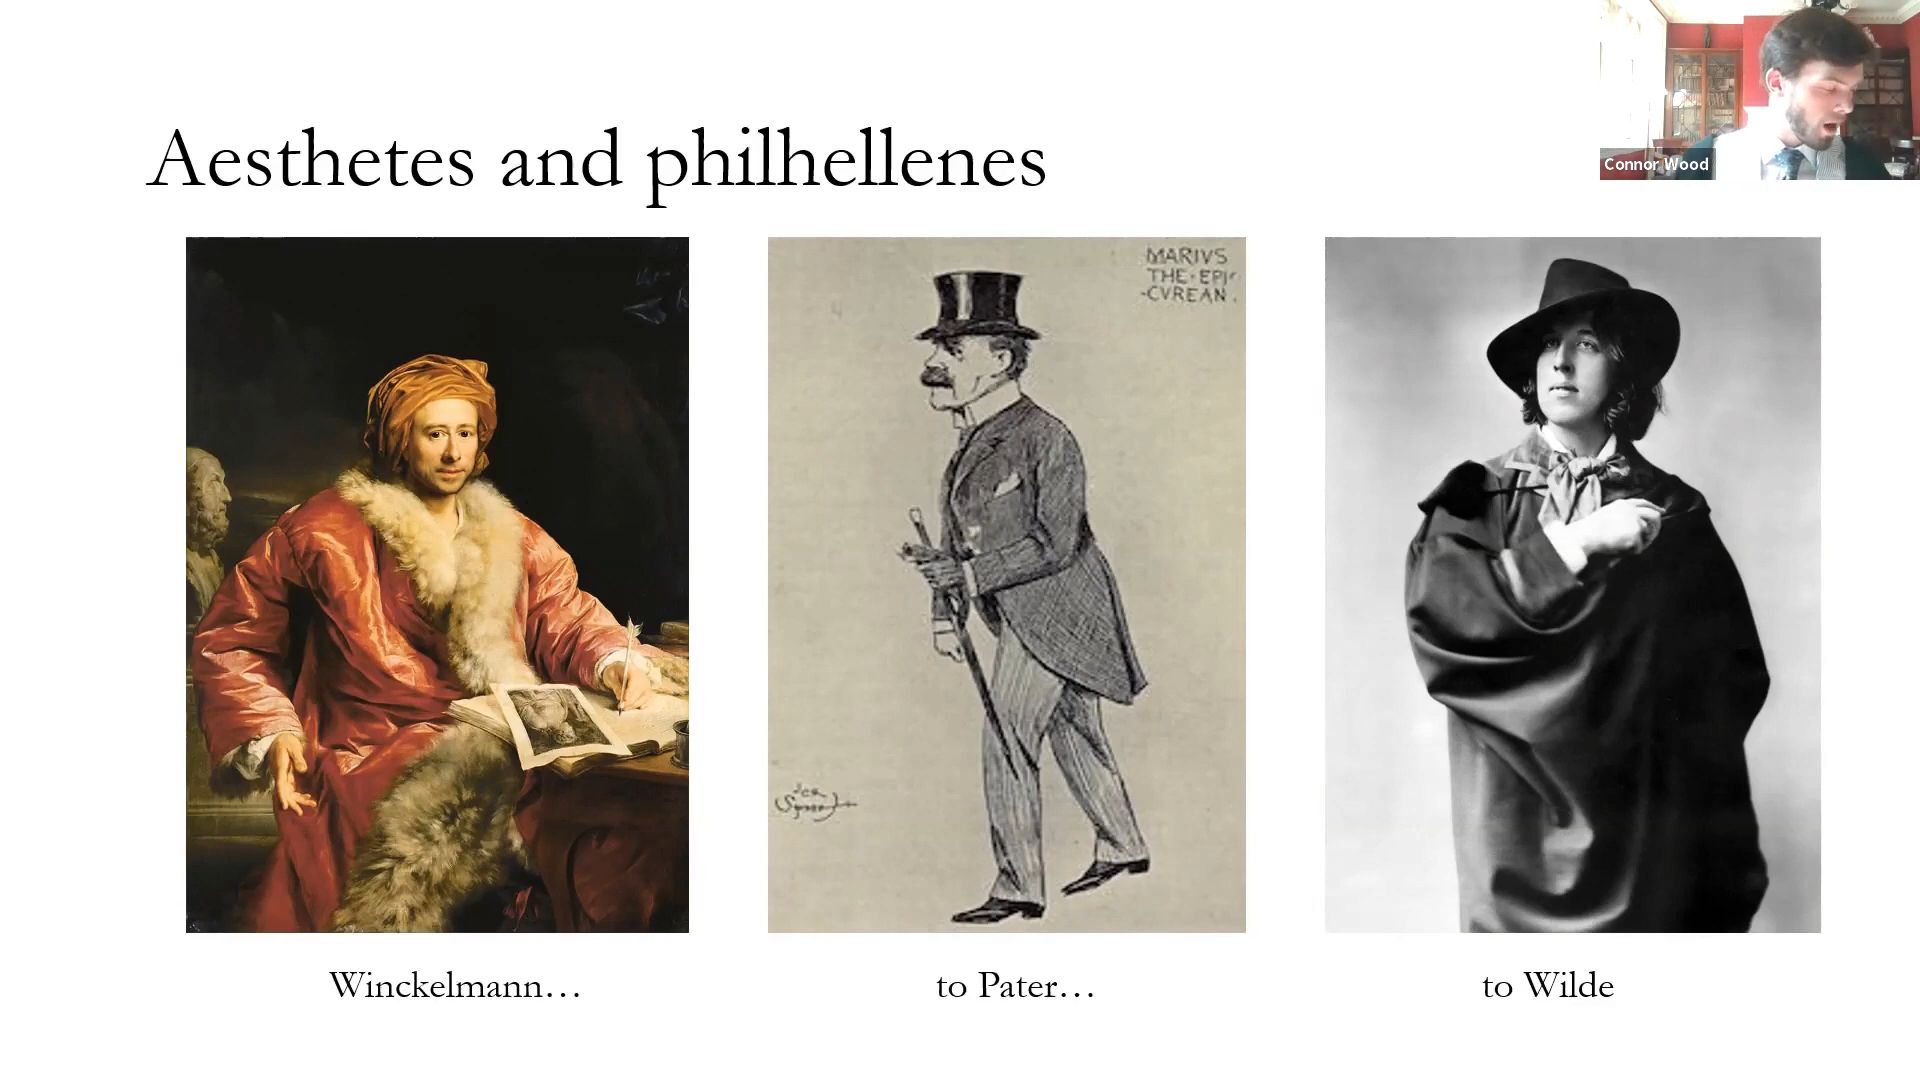 Aesthetes and philhellenes
Connor Wood
MARIVS
THE · EPI-
-CVREAN.
Winckelmann…
to Pater…
to Wilde